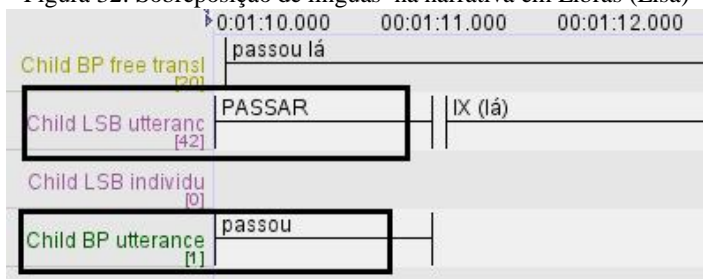 Figura 32: Sobreposição de línguas na narrativa em Libras (Lisa)
0:01:10.000 00:01:11.000 00:01:12.000
Child BP free transl passou lá
[20]
Child LSB utteranc PASSAR IX (lá)
[42]
Child LSB individu
[0]
Child BP utterance passou
[1]